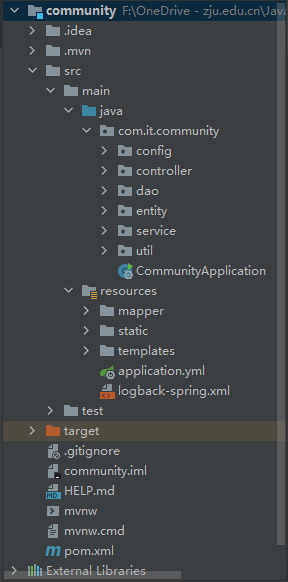 community F:\OneDrive - zju.edu.cn\Java
.idea
.mvn
src
main
java
com.it.community
config
controller
dao
entity
service
util
CommunityApplication
resources
mapper
static
templates
application.yml
logback-spring.xml
test
target
.gitignore
community.iml
HELP.md
mvnw
mvnw.cmd
pom.xml
External Libraries